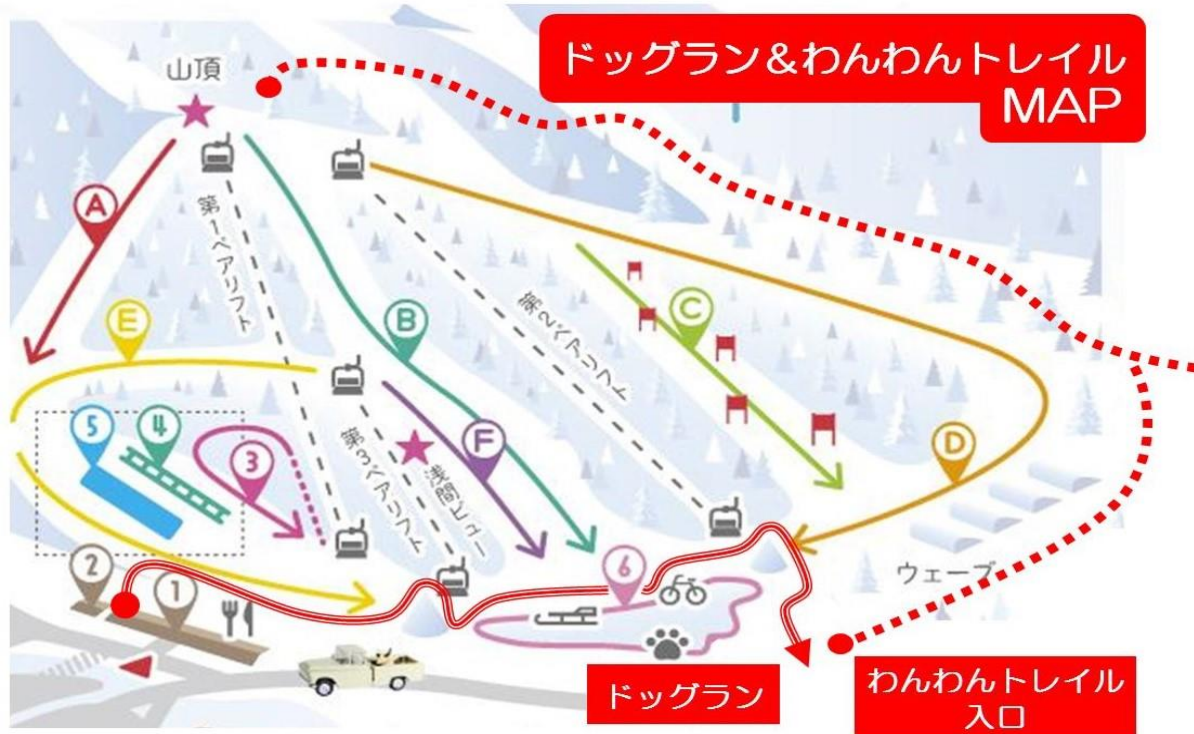 ドッグラン&わんわんトレイル
MAP
山頂
A
第1ペアリフト
E
B
第2ペアリフト
C
5
4
3
F
D
第3ペアリフト
浅間ビュー
ウェーブ
2
1
6
ドッグラン
わんわんトレイル
入口